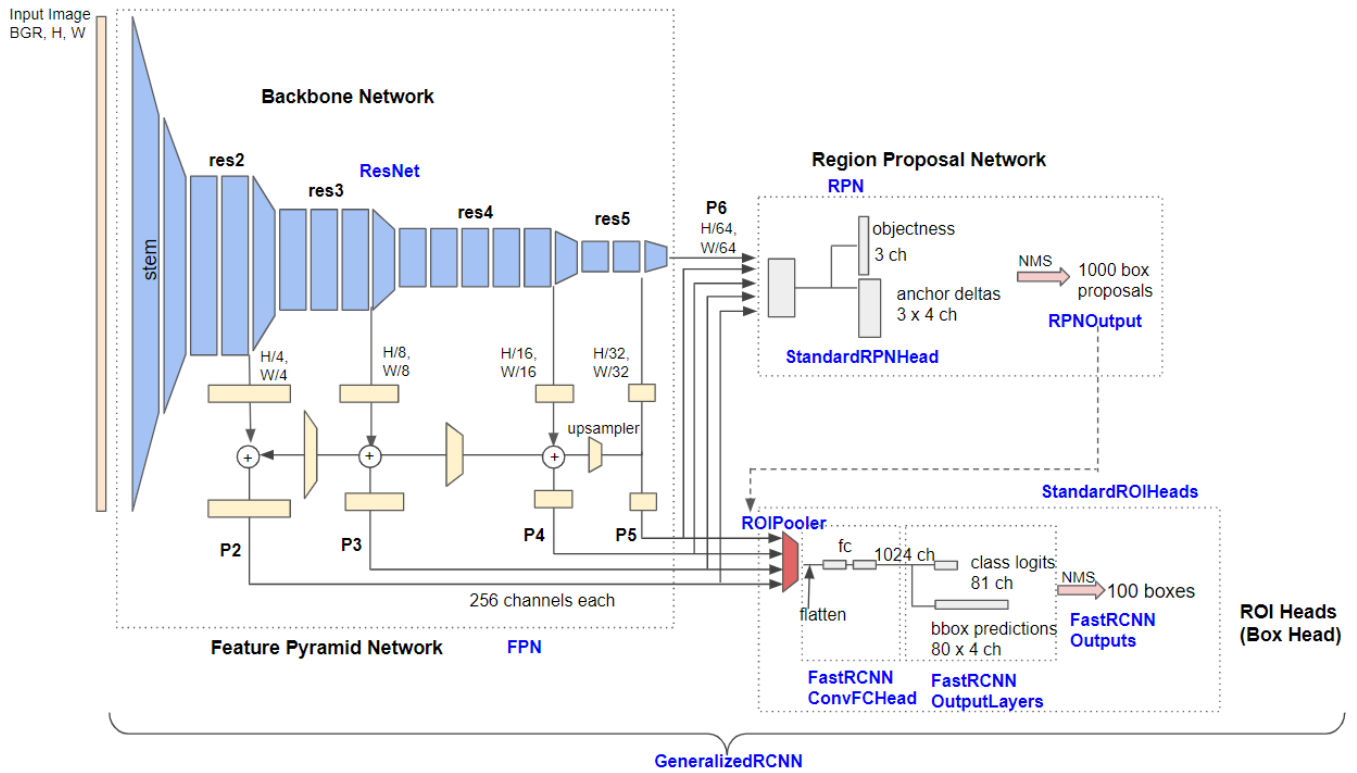 Input Image
BGR, H, W
Backbone Network
ResNet
stem
res2
res3
res4
res5
P6
H/64,
W/64
H/4,
W/4
H/8,
W/8
H/16,
W/16
H/32,
W/32
upsampler
+
+
+
P2
P3
P4
P5
256 channels each
Feature Pyramid Network
FPN
Region Proposal Network
RPN
objectness
3 ch
anchor deltas
3 x 4 ch
StandardRPNHead
NMS
1000 box
proposals
RPNOutput
StandardROIHeads
ROIPooler
fc
1024 ch
flatten
class logits
81 ch
bbox predictions
80 x 4 ch
NMS
100 boxes
FastRCNN
ConvFCHead
FastRCNN
OutputLayers
FastRCNN
Outputs
ROI Heads
(Box Head)
GeneralizedRCNN